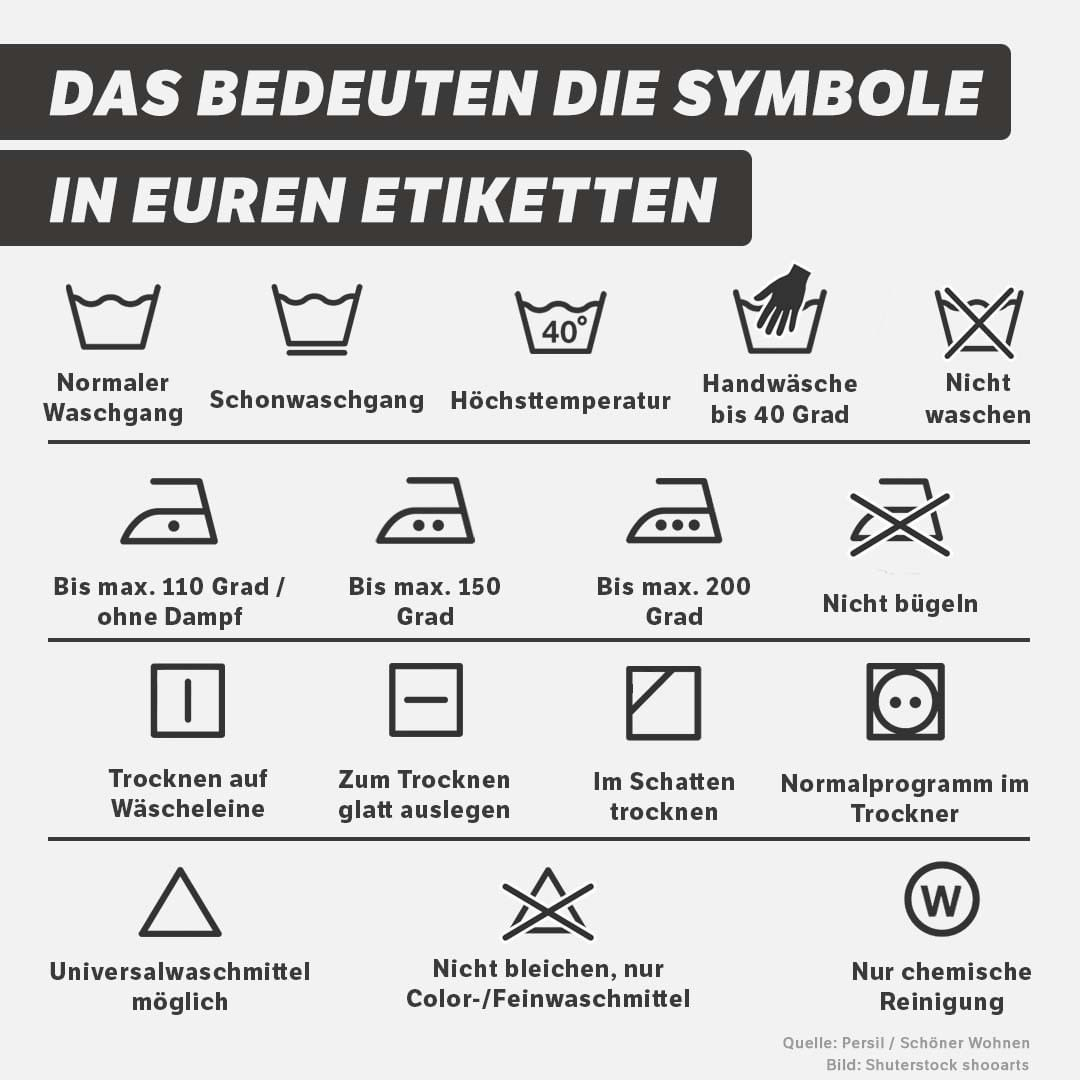 DAS BEDEUTEN DIE SYMBOLE
IN EUREN ETIKETTEN
40°
Normaler
Waschgang
Schonwaschgang
Höchsttemperatur
Handwäsche
bis 40 Grad
Nicht
waschen
Bis max. 110 Grad /
ohne Dampf
Bis max. 150
Grad
Bis max. 200
Grad
Nicht bügeln
Trocknen auf
Wäscheleine
Zum Trocknen
glatt auslegen
Im Schatten
trocknen
Normalprogramm im
Trockner
W
Universalwaschmittel
möglich
Nicht bleichen, nur
Color-/Feinwaschmittel
Nur chemische
Reinigung
Quelle: Persil / Schöner Wohnen
Bild: Shuterstock shooarts